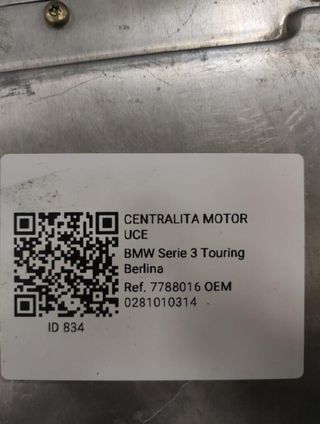 CENTRALITA MOTOR
UCE
BMW Serie 3 Touring
Berlina
Ref. 7788016 OEM
0281010314
ID 834